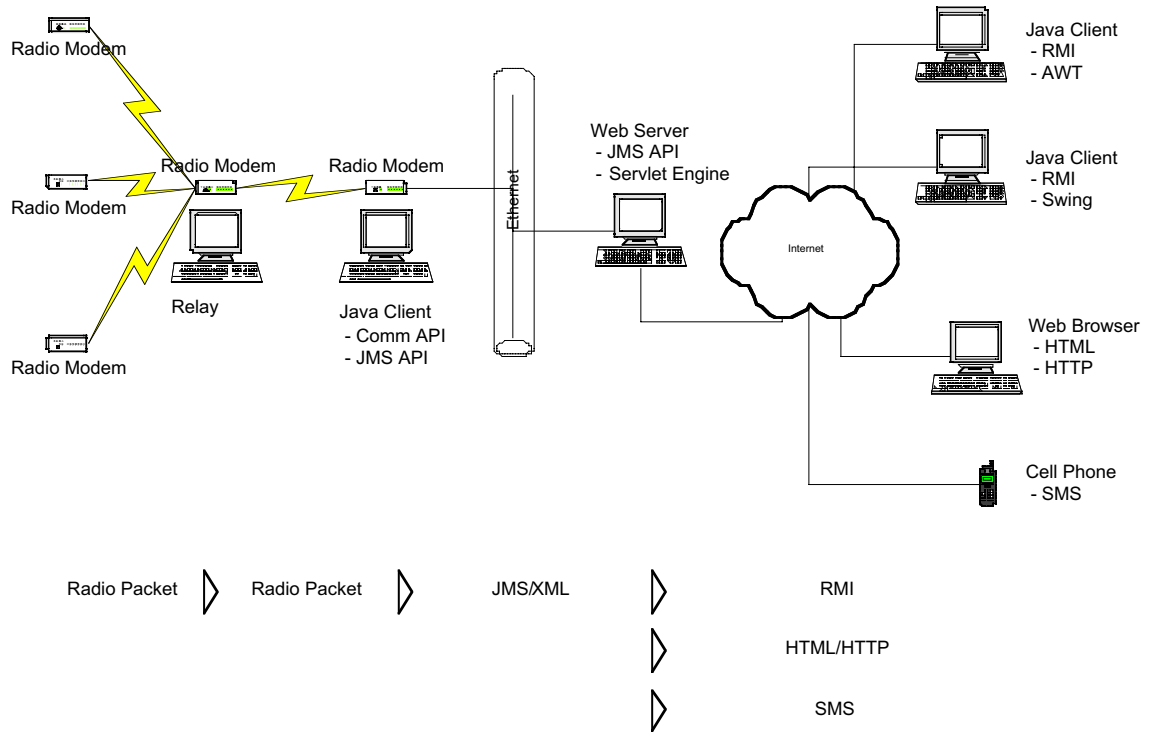 Radio Modem
Radio Modem
Radio Modem
Radio Modem
Relay
Radio Modem
Java Client
- Comm API
- JMS API
Ethernet
Web Server
- JMS API
- Servlet Engine
Internet
Java Client
- RMI
- AWT
Java Client
- RMI
- Swing
Web Browser
- HTML
- HTTP
Cell Phone
- SMS
Radio Packet
Radio Packet
JMS/XML
RMI
HTML/HTTP
SMS